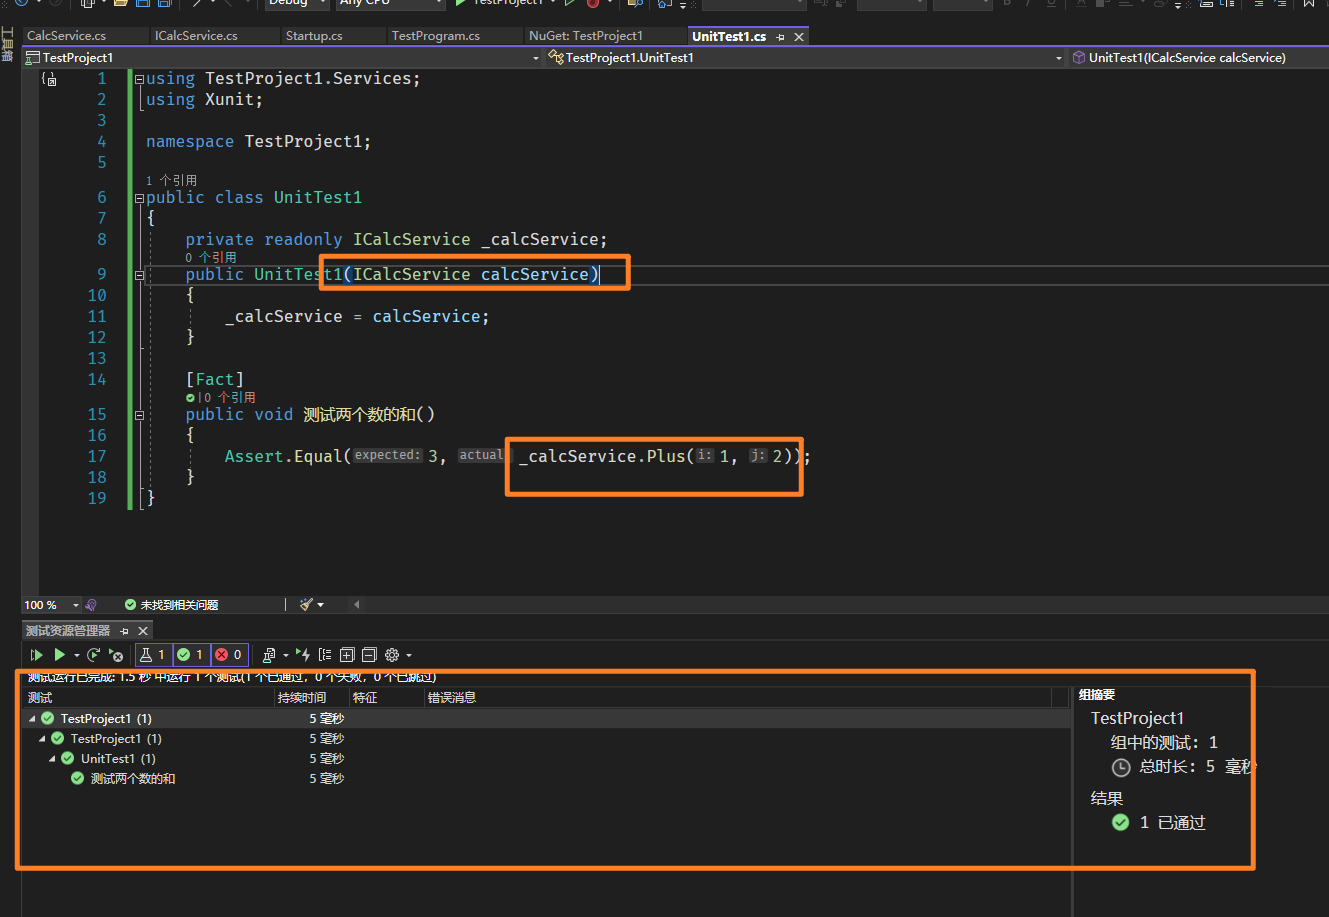 Debug Any CPU TestProject1
工具箱
CalcService.cs ICalcService.cs Startup.cs TestProgram.cs NuGet: TestProject1 UnitTest1.cs
TestProject1 TestProject1.UnitTest1 UnitTest1(ICalcService calcService)
1 using TestProject1.Services;
2 using Xunit;
3
4 namespace TestProject1;
5
1 个引用
6 public class UnitTest1
7 {
8 private readonly ICalcService _calcService;
0 个引用
9 public UnitTest1(ICalcService calcService)
10 {
11 _calcService = calcService;
12 }
13
14 [Fact]
0 个引用
15 public void 测试两个数的和()
16 {
17 Assert.Equal(expected: 3, actual _calcService.Plus(i: 1, j: 2));
18 }
19 }
100 % 未找到相关问题
测试资源管理器
1 1 0
测试运行已完成: 1.5 秒 中运行 1 个测试(1 个已通过，0 个失败，0 个已跳过)
测试 持续时间 特征 错误消息 组摘要
TestProject1 (1) 5 毫秒 TestProject1
TestProject1 (1) 5 毫秒 组中的测试: 1
UnitTest1 (1) 5 毫秒 总时长: 5 毫秒
测试两个数的和 5 毫秒
结果
1 已通过